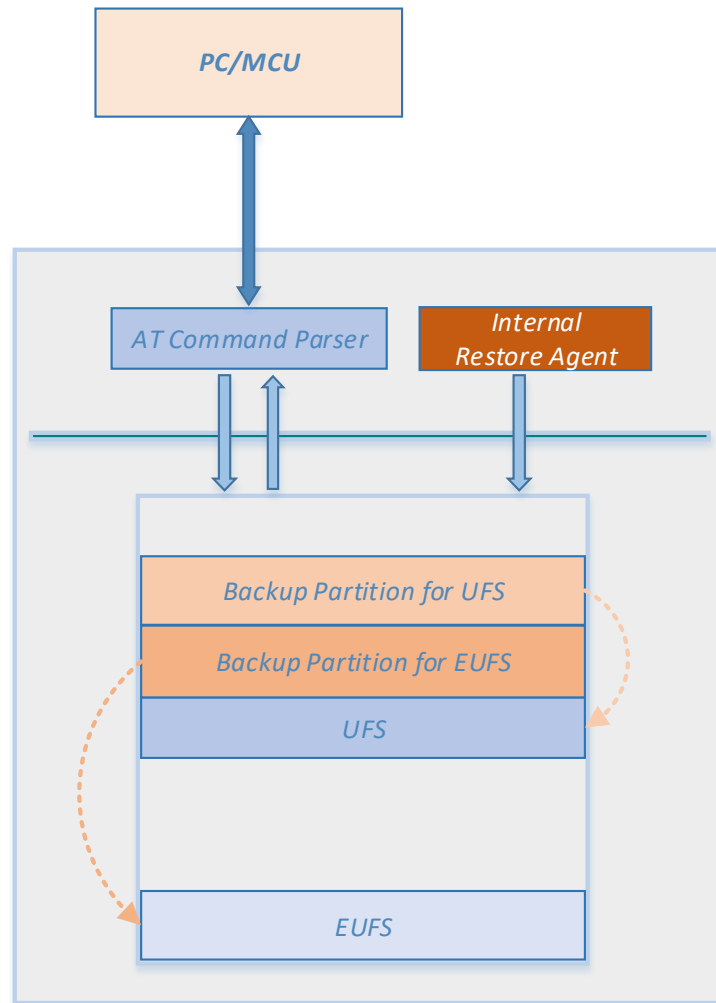 PC/MCU
AT Command Parser
Internal
Restore Agent
Backup Partition for UFS
Backup Partition for EUFS
UFS
EUFS